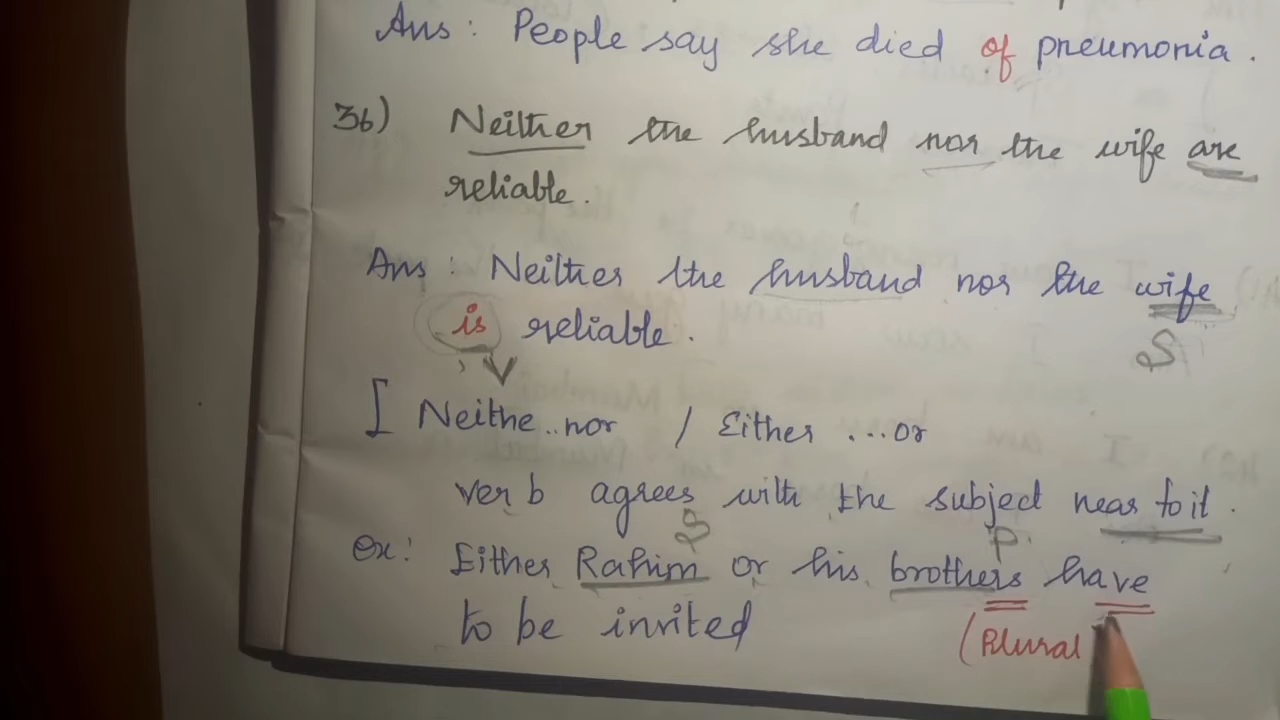 Ans : People say she died of pneumonia .
36) Neither the husband nor the wife are
reliable .
Ans : Neither the husband nor the wife
is reliable .
S
[ Neithe .. nor / Either ... or
verb agrees with the subject near to it .
S P
ex : Either Rahim or his brothers have
to be invited
(Plural